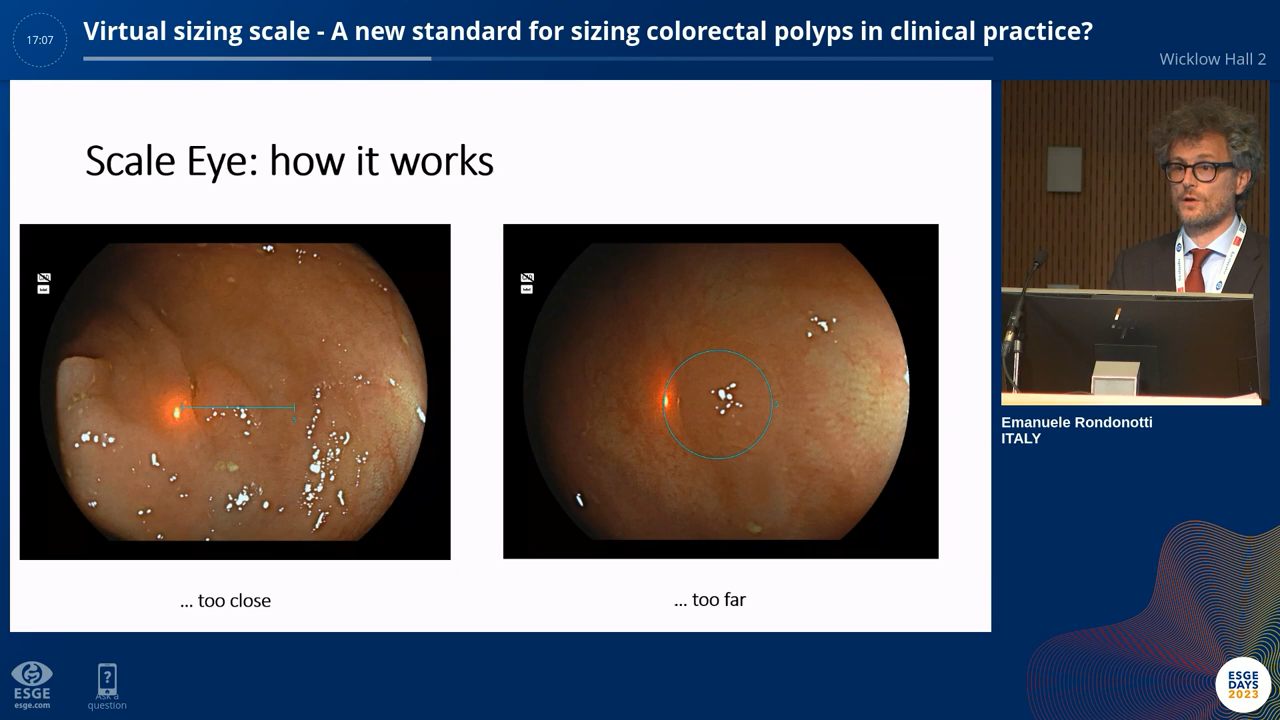 17:07
Virtual sizing scale - A new standard for sizing colorectal polyps in clinical practice?
Wicklow Hall 2
Scale Eye: how it works
... too close
... too far
Emanuele Rondonotti
ITALY
ESGE
esge.com
?
Ask a
question
ESGE
DAYS
2023